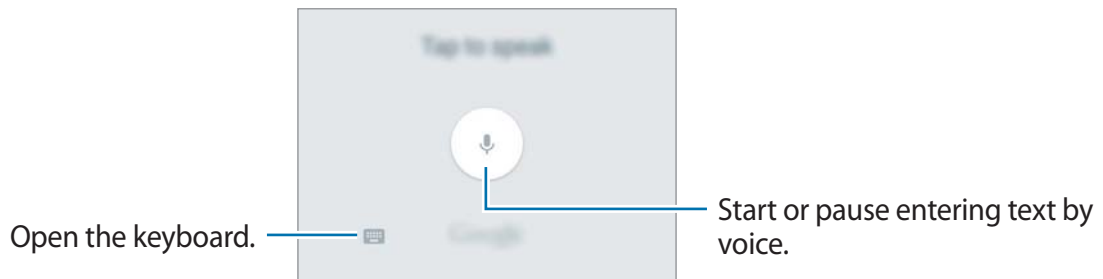 Tap to speak
Open the keyboard.
Google
Start or pause entering text by
voice.